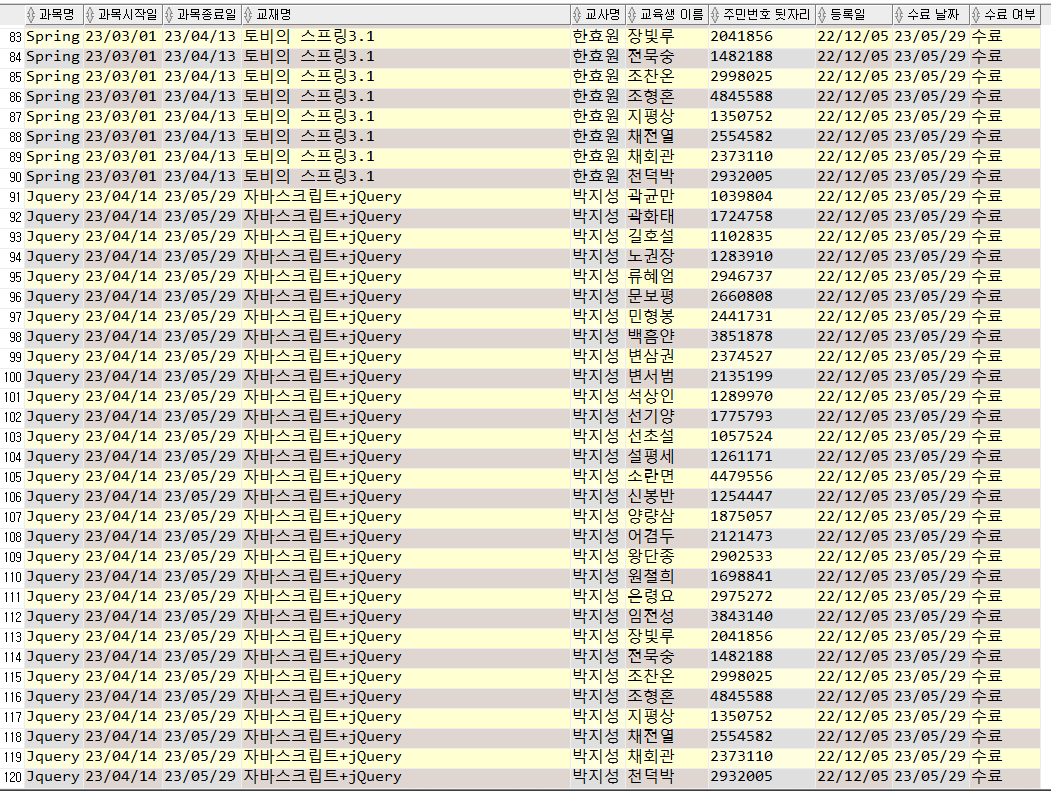 과목명 과목시작일 과목종료일 교재명 교사명 교육생 이름 주민번호 뒷자리 등록일 수료 날짜 수료 여부
83 Spring 23/03/01 23/04/13 토비의 스프링3.1 한효원 장빛루 2041856 22/12/05 23/05/29 수료
84 Spring 23/03/01 23/04/13 토비의 스프링3.1 한효원 전묵숭 1482188 22/12/05 23/05/29 수료
85 Spring 23/03/01 23/04/13 토비의 스프링3.1 한효원 조찬온 2998025 22/12/05 23/05/29 수료
86 Spring 23/03/01 23/04/13 토비의 스프링3.1 한효원 조형혼 4845588 22/12/05 23/05/29 수료
87 Spring 23/03/01 23/04/13 토비의 스프링3.1 한효원 지평상 1350752 22/12/05 23/05/29 수료
88 Spring 23/03/01 23/04/13 토비의 스프링3.1 한효원 채전열 2554582 22/12/05 23/05/29 수료
89 Spring 23/03/01 23/04/13 토비의 스프링3.1 한효원 채회관 2373110 22/12/05 23/05/29 수료
90 Spring 23/03/01 23/04/13 토비의 스프링3.1 한효원 천덕박 2932005 22/12/05 23/05/29 수료
91 Jquery 23/04/14 23/05/29 자바스크립트+jQuery 박지성 곽균만 1039804 22/12/05 23/05/29 수료
92 Jquery 23/04/14 23/05/29 자바스크립트+jQuery 박지성 곽화태 1724758 22/12/05 23/05/29 수료
93 Jquery 23/04/14 23/05/29 자바스크립트+jQuery 박지성 길호설 1102835 22/12/05 23/05/29 수료
94 Jquery 23/04/14 23/05/29 자바스크립트+jQuery 박지성 노권장 1283910 22/12/05 23/05/29 수료
95 Jquery 23/04/14 23/05/29 자바스크립트+jQuery 박지성 류혜엄 2946737 22/12/05 23/05/29 수료
96 Jquery 23/04/14 23/05/29 자바스크립트+jQuery 박지성 문보평 2660808 22/12/05 23/05/29 수료
97 Jquery 23/04/14 23/05/29 자바스크립트+jQuery 박지성 민형봉 2441731 22/12/05 23/05/29 수료
98 Jquery 23/04/14 23/05/29 자바스크립트+jQuery 박지성 백흠얀 3851878 22/12/05 23/05/29 수료
99 Jquery 23/04/14 23/05/29 자바스크립트+jQuery 박지성 변삼권 2374527 22/12/05 23/05/29 수료
100 Jquery 23/04/14 23/05/29 자바스크립트+jQuery 박지성 변서범 2135199 22/12/05 23/05/29 수료
101 Jquery 23/04/14 23/05/29 자바스크립트+jQuery 박지성 석상인 1289970 22/12/05 23/05/29 수료
102 Jquery 23/04/14 23/05/29 자바스크립트+jQuery 박지성 선기양 1775793 22/12/05 23/05/29 수료
103 Jquery 23/04/14 23/05/29 자바스크립트+jQuery 박지성 선초설 1057524 22/12/05 23/05/29 수료
104 Jquery 23/04/14 23/05/29 자바스크립트+jQuery 박지성 설평세 1261171 22/12/05 23/05/29 수료
105 Jquery 23/04/14 23/05/29 자바스크립트+jQuery 박지성 소란면 4479556 22/12/05 23/05/29 수료
106 Jquery 23/04/14 23/05/29 자바스크립트+jQuery 박지성 신봉반 1254447 22/12/05 23/05/29 수료
107 Jquery 23/04/14 23/05/29 자바스크립트+jQuery 박지성 양량삼 1875057 22/12/05 23/05/29 수료
108 Jquery 23/04/14 23/05/29 자바스크립트+jQuery 박지성 어겸두 2121473 22/12/05 23/05/29 수료
109 Jquery 23/04/14 23/05/29 자바스크립트+jQuery 박지성 왕단종 2902533 22/12/05 23/05/29 수료
110 Jquery 23/04/14 23/05/29 자바스크립트+jQuery 박지성 원철희 1698841 22/12/05 23/05/29 수료
111 Jquery 23/04/14 23/05/29 자바스크립트+jQuery 박지성 은령요 2975272 22/12/05 23/05/29 수료
112 Jquery 23/04/14 23/05/29 자바스크립트+jQuery 박지성 임전성 3843140 22/12/05 23/05/29 수료
113 Jquery 23/04/14 23/05/29 자바스크립트+jQuery 박지성 장빛루 2041856 22/12/05 23/05/29 수료
114 Jquery 23/04/14 23/05/29 자바스크립트+jQuery 박지성 전묵숭 1482188 22/12/05 23/05/29 수료
115 Jquery 23/04/14 23/05/29 자바스크립트+jQuery 박지성 조찬온 2998025 22/12/05 23/05/29 수료
116 Jquery 23/04/14 23/05/29 자바스크립트+jQuery 박지성 조형혼 4845588 22/12/05 23/05/29 수료
117 Jquery 23/04/14 23/05/29 자바스크립트+jQuery 박지성 지평상 1350752 22/12/05 23/05/29 수료
118 Jquery 23/04/14 23/05/29 자바스크립트+jQuery 박지성 채전열 2554582 22/12/05 23/05/29 수료
119 Jquery 23/04/14 23/05/29 자바스크립트+jQuery 박지성 채회관 2373110 22/12/05 23/05/29 수료
120 Jquery 23/04/14 23/05/29 자바스크립트+jQuery 박지성 천덕박 2932005 22/12/05 23/05/29 수료